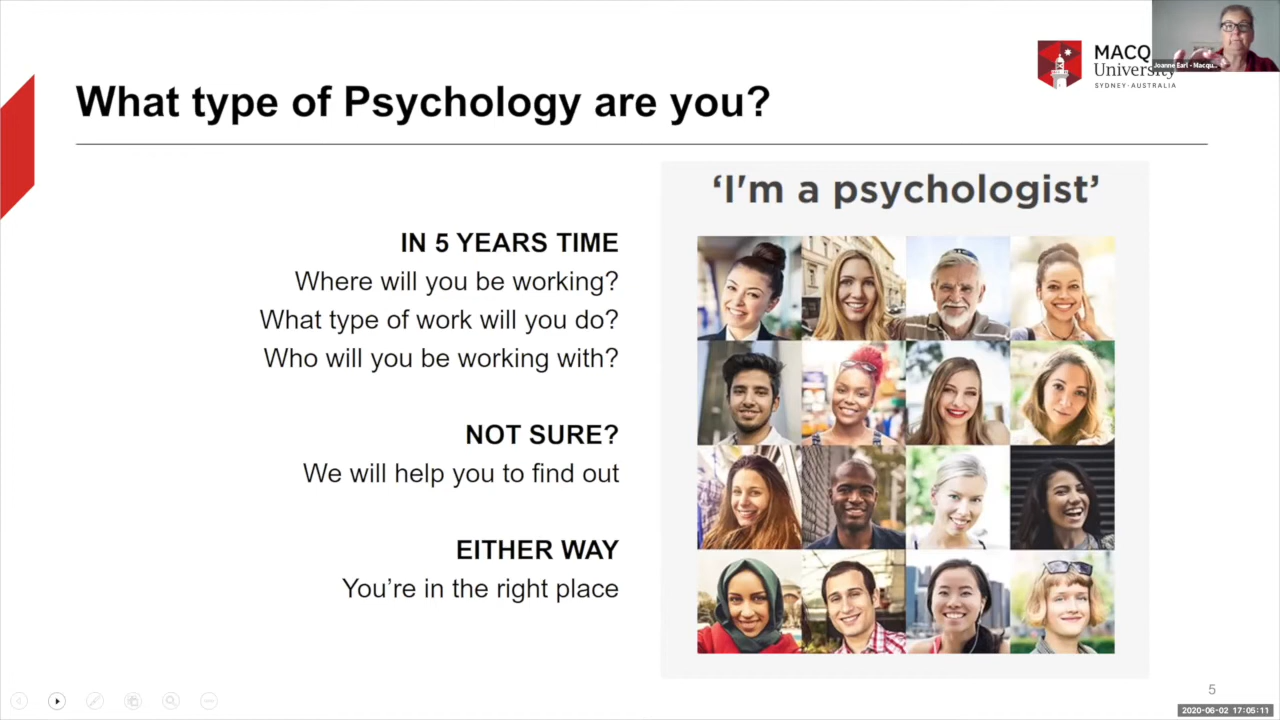 What type of Psychology are you?
MACQ
University
SYDNEY·AUSTRALIA
Joanne Earl - Macqu...
IN 5 YEARS TIME
Where will you be working?
What type of work will you do?
Who will you be working with?
NOT SURE?
We will help you to find out
EITHER WAY
You’re in the right place
‘I'm a psychologist’
5
2020-06-02 17:05:11